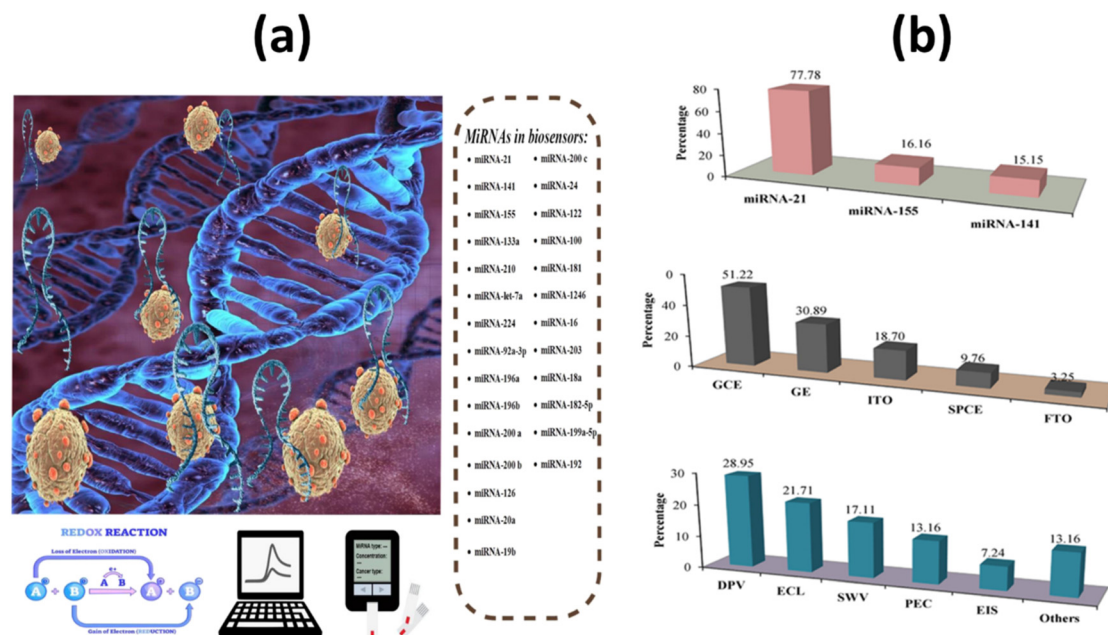 (a)
MiRNAs in biosensors:
• miRNA-21
• miRNA-141
• miRNA-155
• miRNA-133a
• miRNA-210
• miRNA-let-7a
• miRNA-224
• miRNA-92a-3p
• miRNA-196a
• miRNA-196b
• miRNA-200 a
• miRNA-200 b
• miRNA-126
• miRNA-20a
• miRNA-19b
• miRNA-200 c
• miRNA-24
• miRNA-122
• miRNA-100
• miRNA-181
• miRNA-1246
• miRNA-16
• miRNA-203
• miRNA-18a
• miRNA-182-5p
• miRNA-199a-5p
• miRNA-192
REDOX REACTION
Loss of Electron (OXIDATION)
A + B A B A + B
e-
Gain of Electron (REDUCTION)
MiRNA type: ---
Concentration:
---
Cancer type:
---
(b)
Percentage
80
60
40
20
0
77.78
16.16
15.15
miRNA-21
miRNA-155
miRNA-141
Percentage
0
40
20
0
51.22
30.89
18.70
9.76
3.25
GCE
GE
ITO
SPCE
FTO
Percentage
30
20
10
0
28.95
21.71
17.11
13.16
7.24
13.16
DPV
ECL
SWV
PEC
EIS
Others